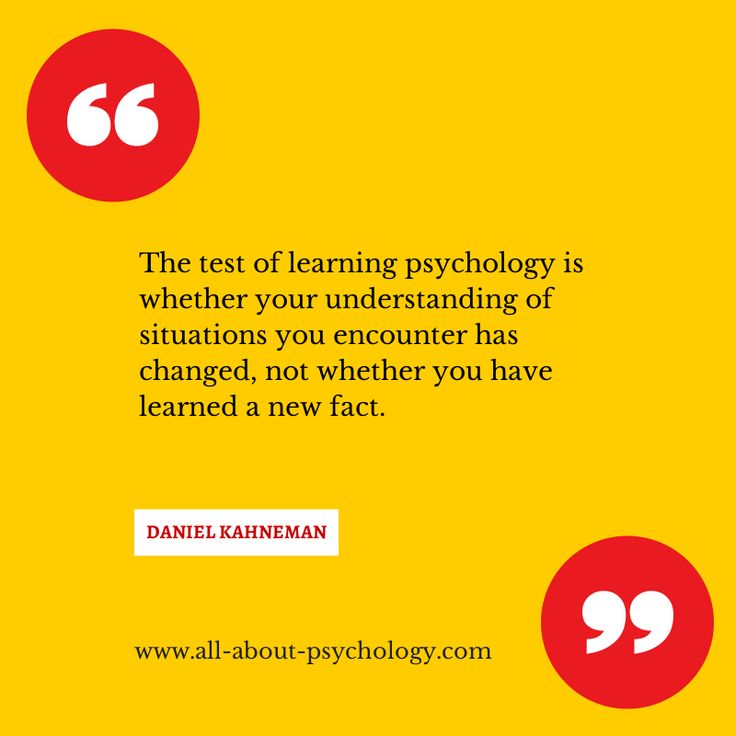 “
The test of learning psychology is
whether your understanding of
situations you encounter has
changed, not whether you have
learned a new fact.
DANIEL KAHNEMAN
”
www.all-about-psychology.com